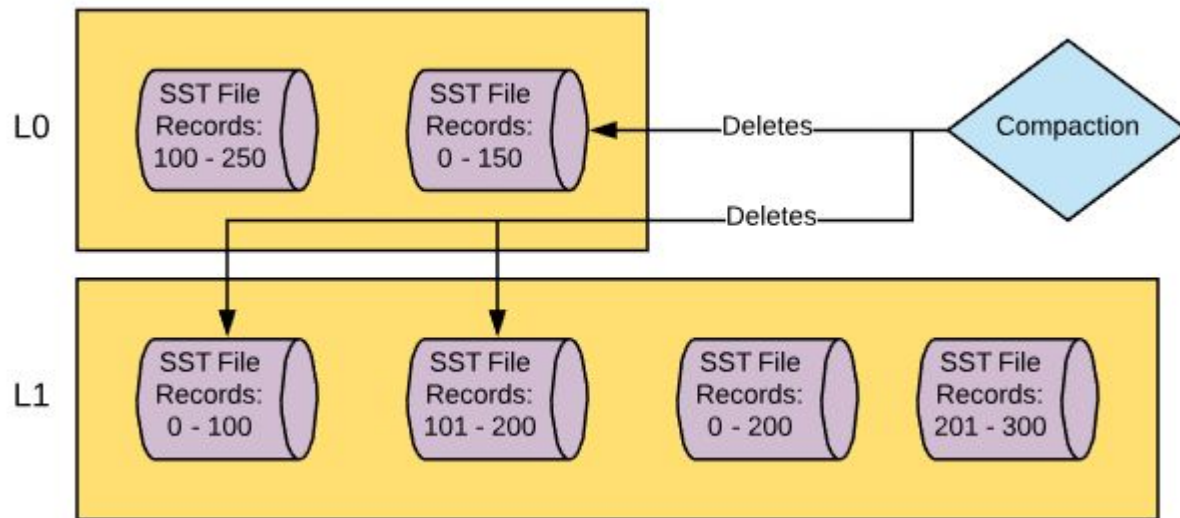 L0
SST File
Records:
100 - 250
SST File
Records:
0 - 150
Deletes
Compaction
Deletes
L1
SST File
Records:
0 - 100
SST File
Records:
101 - 200
SST File
Records:
0 - 200
SST File
Records:
201 - 300